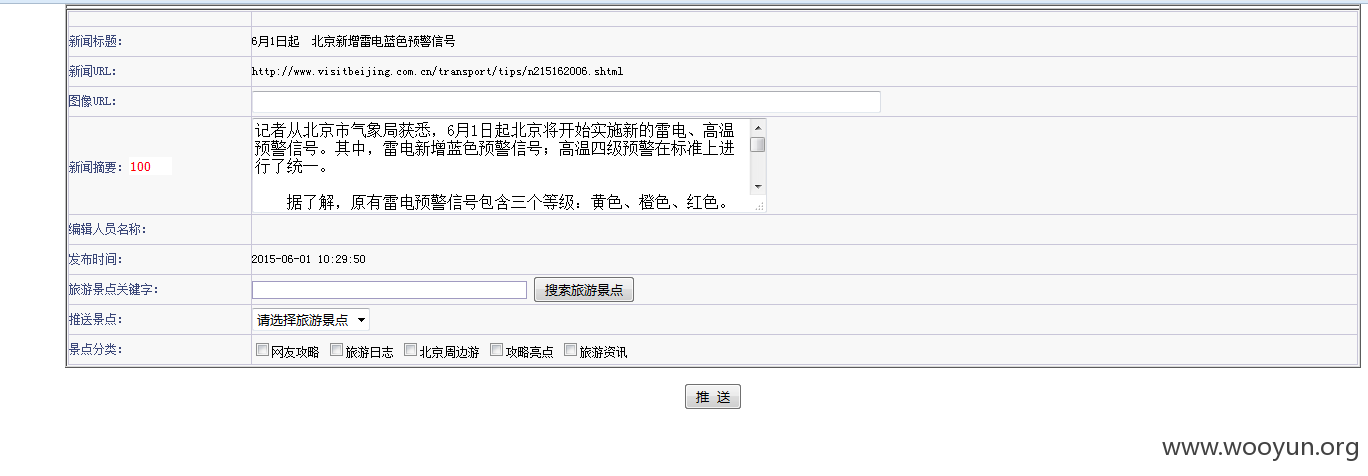 新闻标题: 6月1日起 北京新增雷电蓝色预警信号
新闻URL: http://www.visitbeijing.com.cn/transport/tips/n215162006.shtml
图像URL:
新闻摘要: 100
记者从北京市气象局获悉，6月1日起北京将开始实施新的雷电、高温
预警信号。其中，雷电新增蓝色预警信号；高温四级预警在标准上进
行了统一。
据了解，原有雷电预警信号包含三个等级：黄色、橙色、红色。
编辑人员名称:
发布时间: 2015-06-01 10:29:50
旅游景点关键字: 搜索旅游景点
推送景点: 请选择旅游景点
景点分类: 网友攻略 旅游日志 北京周边游 攻略亮点 旅游资讯
推 送
www.wooyun.org